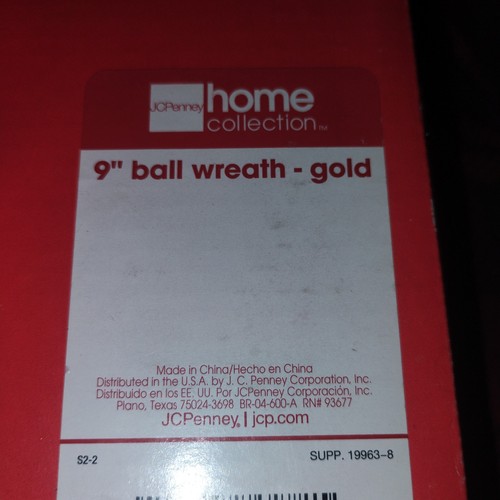 JCPenney
home
collection™
9" ball wreath - gold
Made in China/Hecho en China
Distributed in the U.S.A. by J. C. Penney Corporation, Inc.
Distribuido en los EE. UU. Por JCPenney Corporación, Inc.
Plano, Texas 75024-3698 BR-04-600-A RN# 93677
JCPenney. | jcp.com
S2-2 SUPP. 19963-8